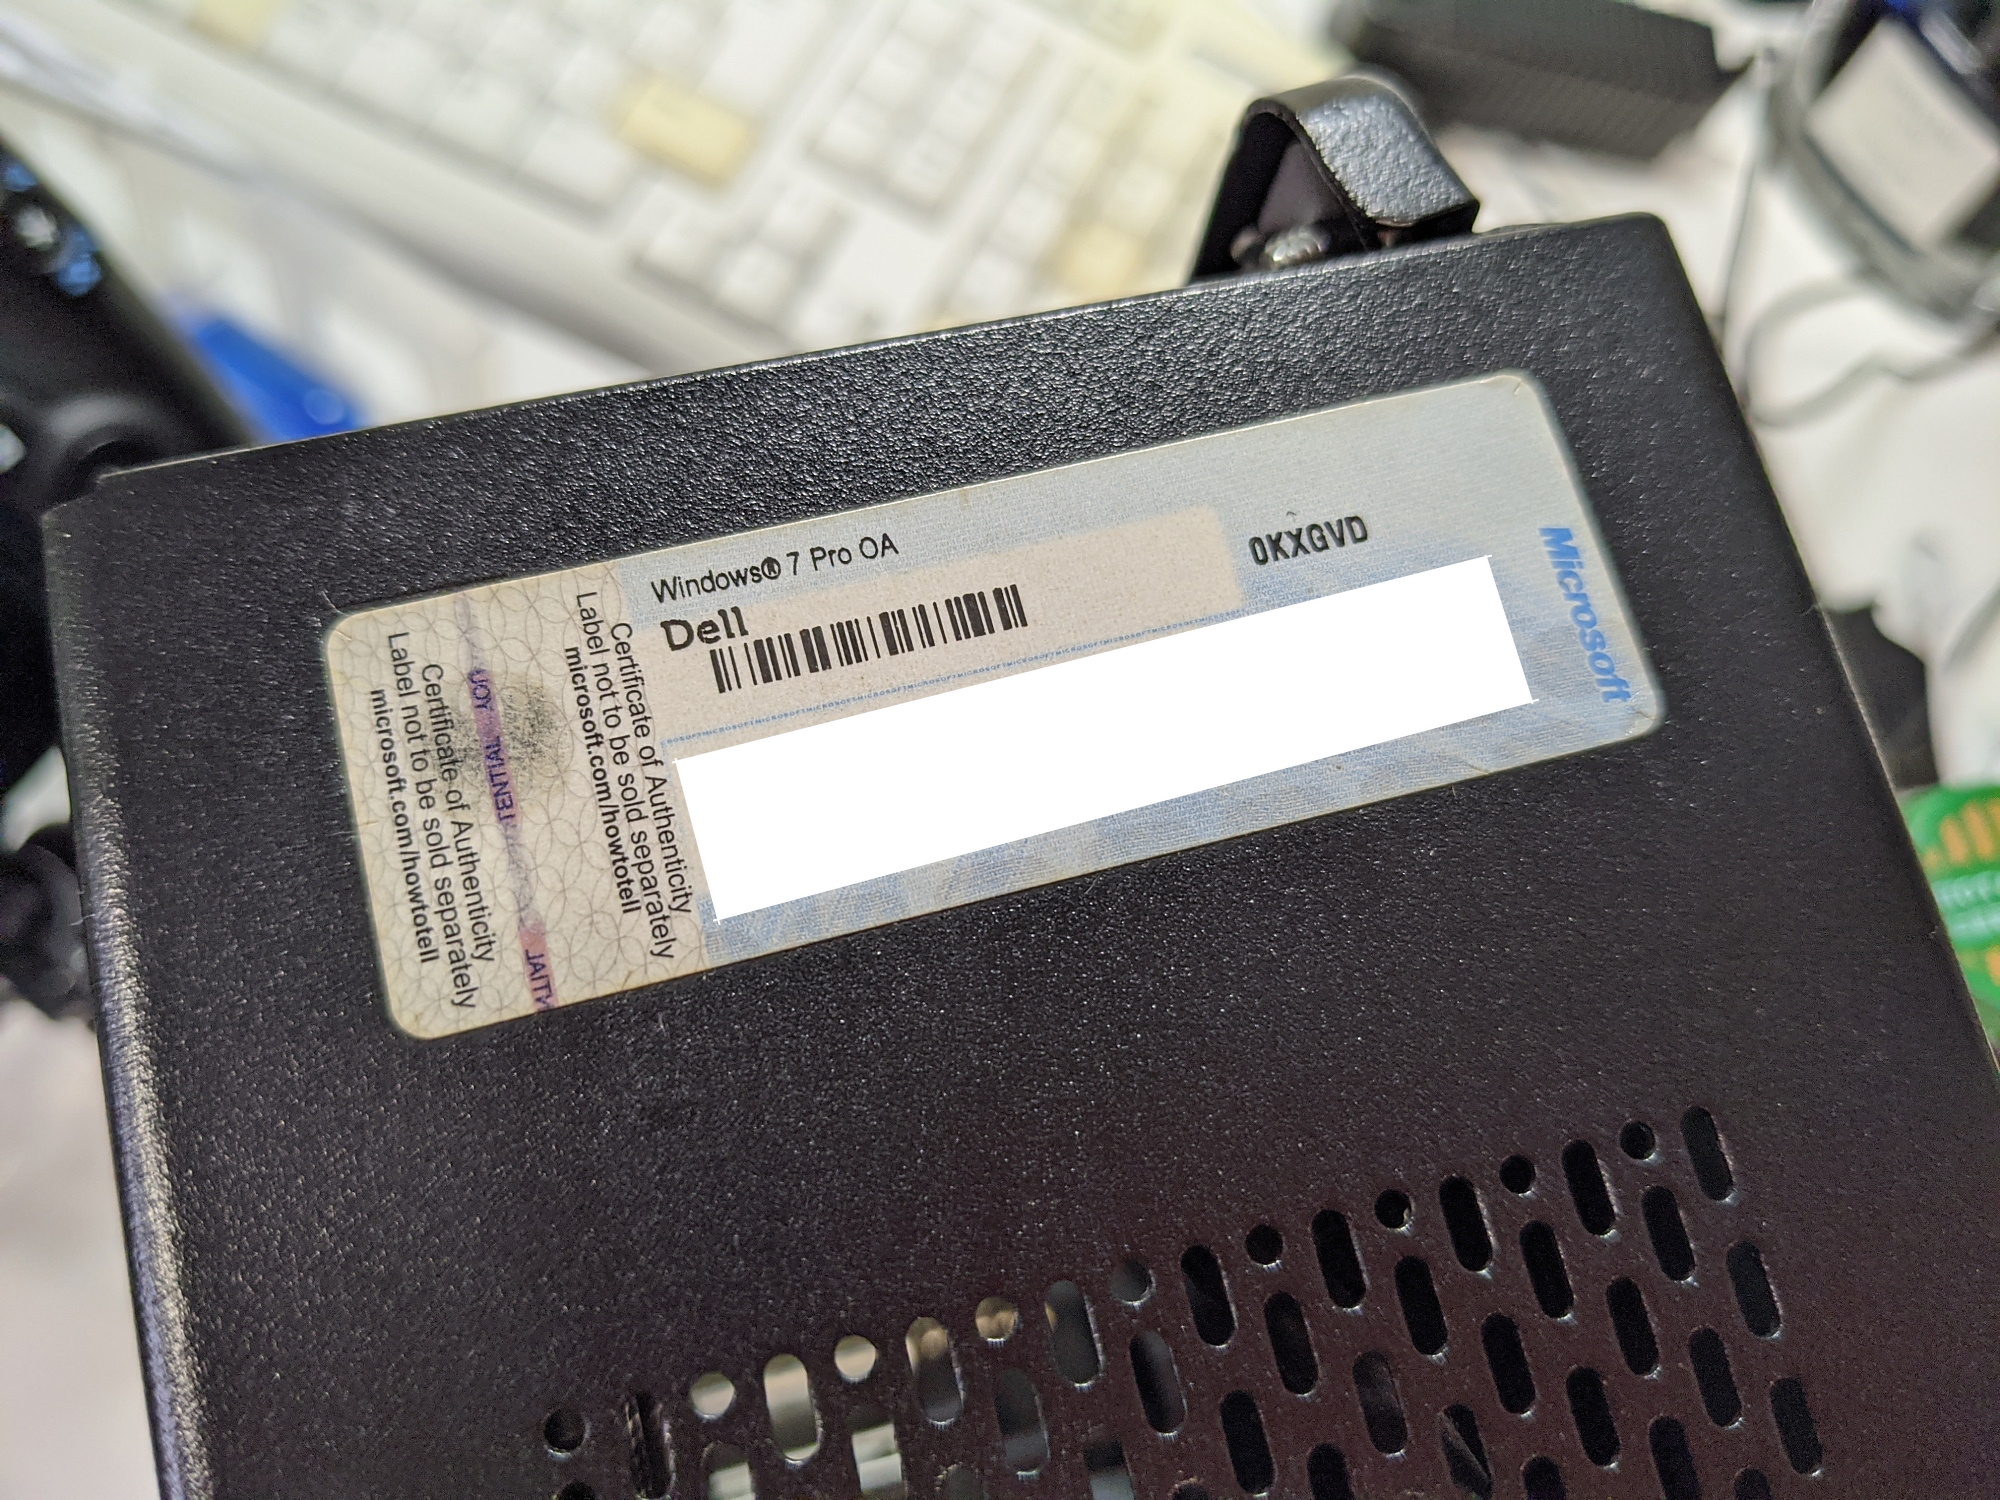 Windows® 7 Pro OA
Dell
0KXGVD
Microsoft
Certificate of Authenticity
Label not to be sold separately
microsoft.com/howtotell
Certificate of Authenticity
Label not to be sold separately
microsoft.com/howtotell